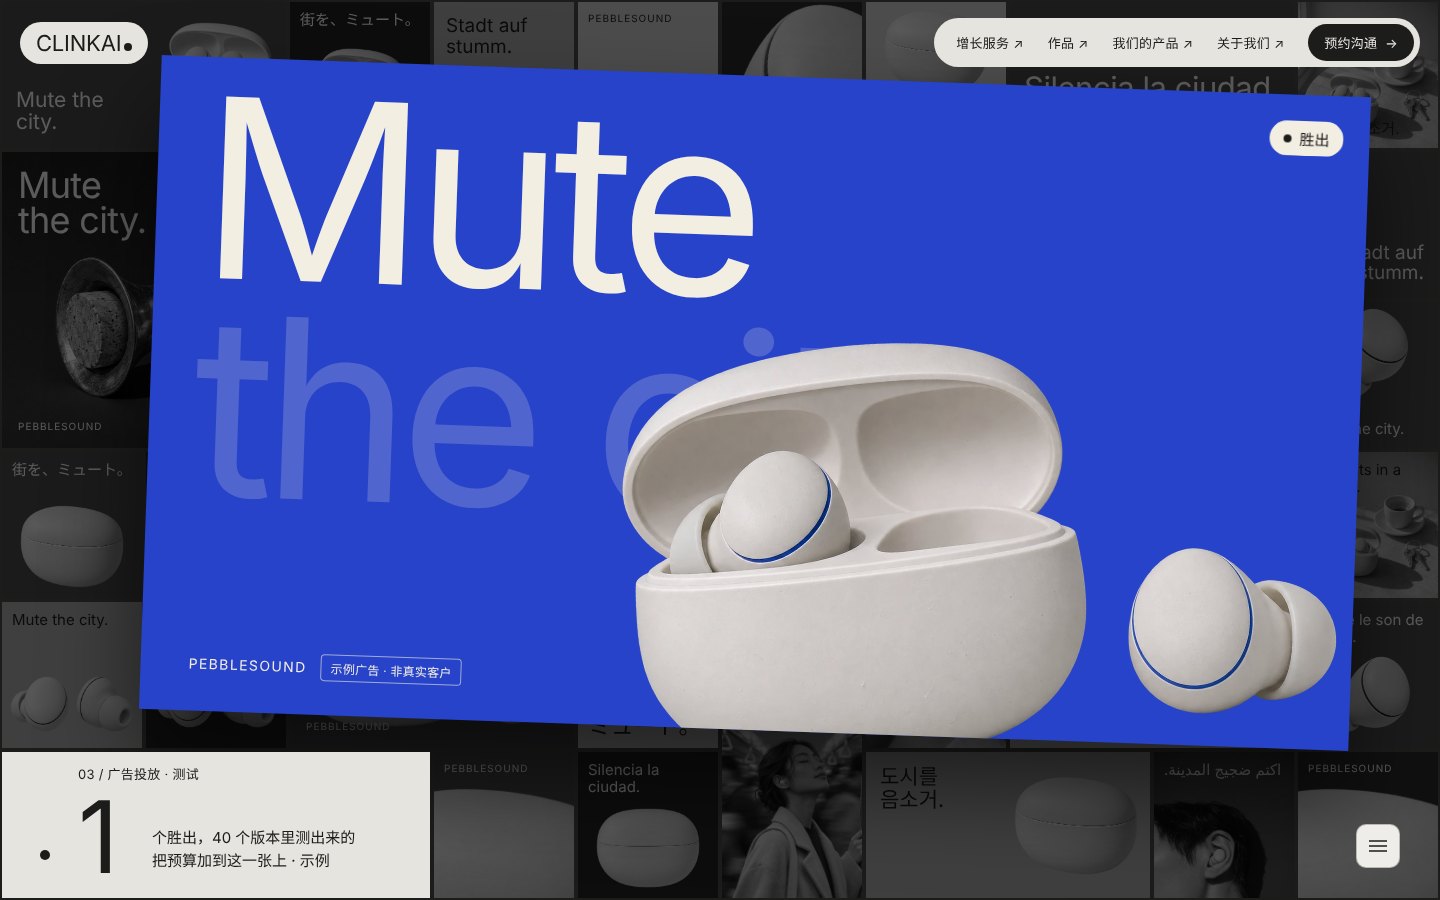 CLINKAI
街を、ミュート。
Stadt auf
stumm.
PEBBLESOUND
增长服务 ↗
作品 ↗
我们的产品 ↗
关于我们 ↗
预约沟通 →
Silencia la ciudad
Mute the
city.
Mute
the city.
PEBBLESOUND
街を、ミュート。
Mute the city.
Mute
the
胜出
PEBBLESOUND
示例广告 · 非真实客户
stumm.
city.
in a
le son de
PEBBLESOUND
03 / 广告投放 · 测试
1
个胜出，40 个版本里测出来的
把预算加到这一张上 · 示例
PEBBLESOUND
Silencia la
ciudad.
도시를
음소거.
اكتم ضجيج المدينة.
PEBBLESOUND